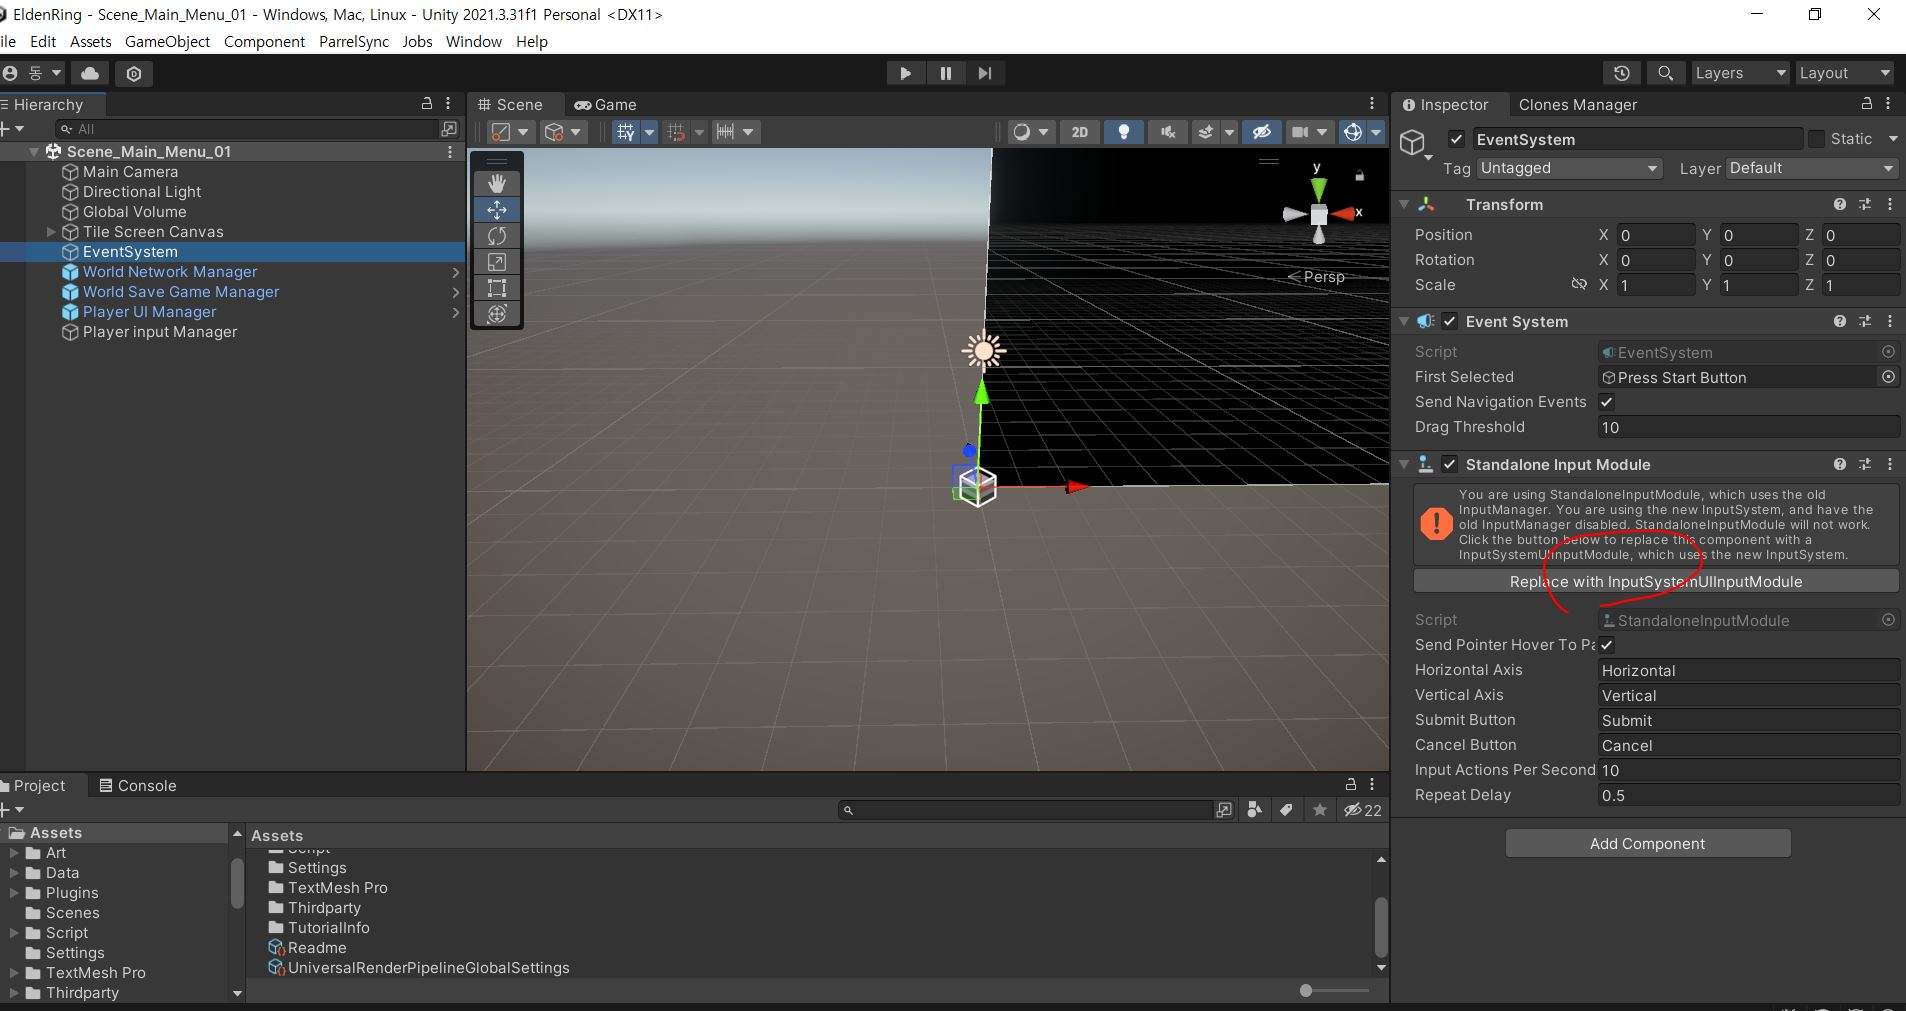 EldenRing - Scene_Main_Menu_01 - Windows, Mac, Linux - Unity 2021.3.31f1 Personal <DX11>
ile Edit Assets GameObject Component ParrelSync Jobs Window Help
동 Layers Layout
Hierarchy
All
Scene_Main_Menu_01
Main Camera
Directional Light
Global Volume
Tile Screen Canvas
EventSystem
World Network Manager
World Save Game Manager
Player UI Manager
Player input Manager
Scene Game
2D
y
x
Persp
Inspector Clones Manager
EventSystem Static
Tag Untagged Layer Default
Transform
Position X 0 Y 0 Z 0
Rotation X 0 Y 0 Z 0
Scale X 1 Y 1 Z 1
Event System
Script EventSystem
First Selected Press Start Button
Send Navigation Events
Drag Threshold 10
Standalone Input Module
You are using StandaloneInputModule, which uses the old
InputManager. You are using the new InputSystem, and have the
old InputManager disabled. StandaloneInputModule will not work.
Click the button below to replace this component with a
InputSystemUIInputModule, which uses the new InputSystem.
Replace with InputSystemUIInputModule
Script StandaloneInputModule
Send Pointer Hover To Pa
Horizontal Axis Horizontal
Vertical Axis Vertical
Submit Button Submit
Cancel Button Cancel
Input Actions Per Second 10
Repeat Delay 0.5
Add Component
Project Console
22
Assets
Art
Data
Plugins
Scenes
Script
Settings
TextMesh Pro
Thirdparty
Assets
Script
Settings
TextMesh Pro
Thirdparty
TutorialInfo
Readme
UniversalRenderPipelineGlobalSettings